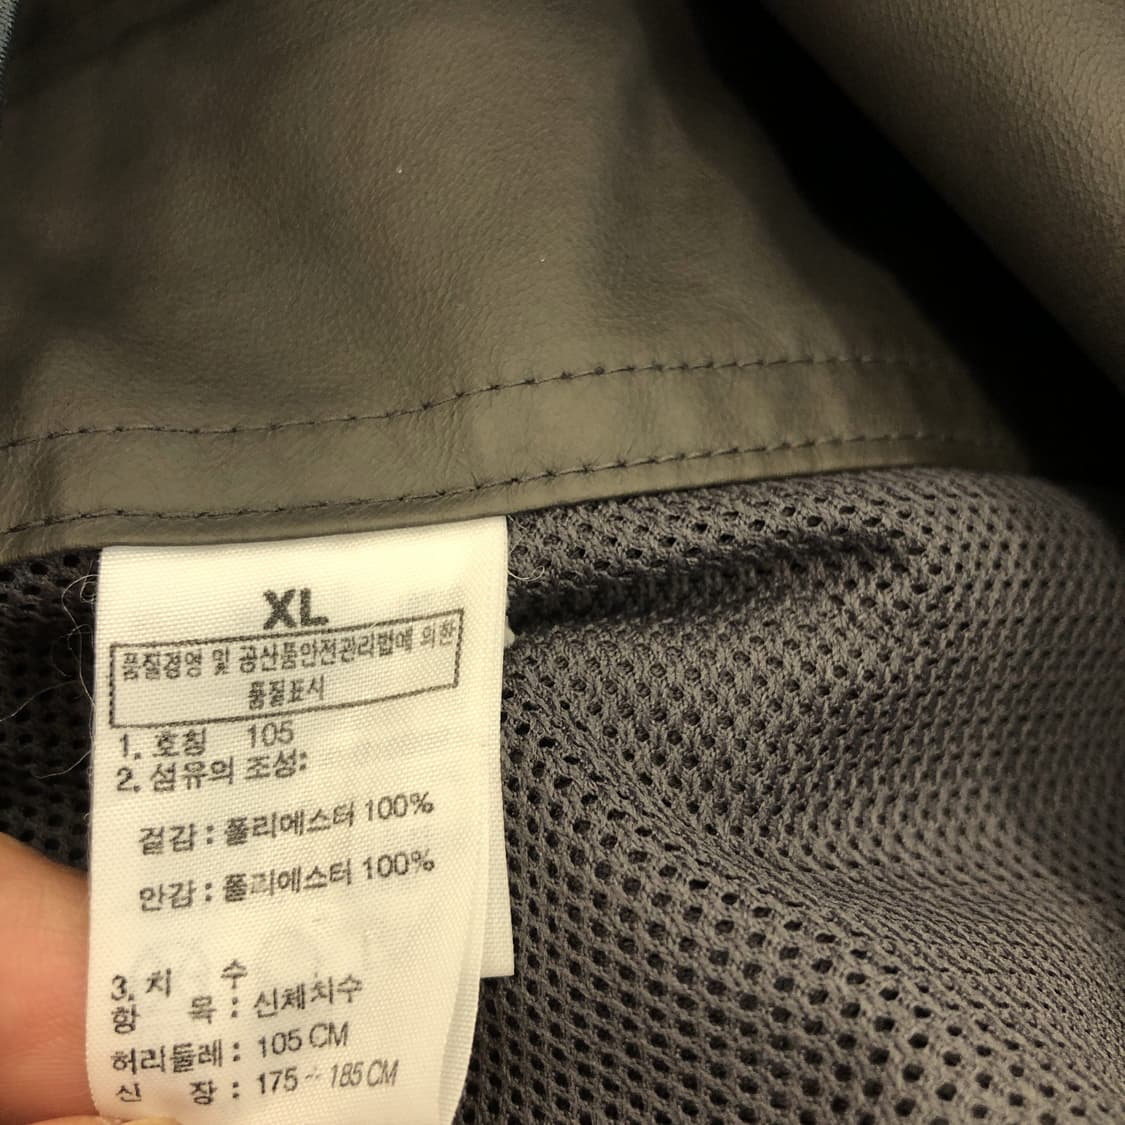 XL
품질경영 및 공산품안전관리법에 의한
품질표시
1. 호칭 105
2. 섬유의 조성:
겉감 : 폴리에스터 100%
안감 : 폴리에스터 100%
3. 치 수
항 목 : 신체치수
허리둘레 : 105 CM
신 장 : 175 ~ 185 CM